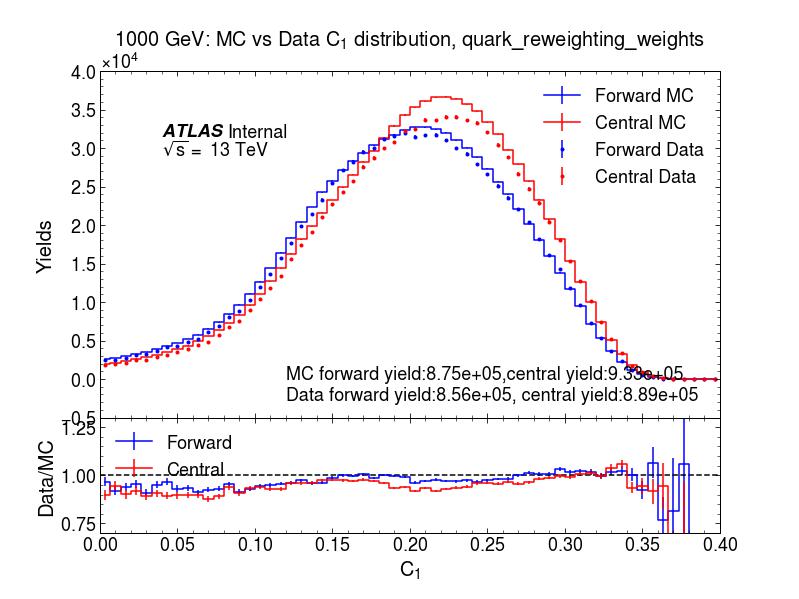 1000 GeV: MC vs Data C₁ distribution, quark_reweighting_weights
×10⁴
4.0
3.5
3.0
2.5
2.0
1.5
1.0
0.5
0.0
0.5
Yields
ATLAS Internal
√s = 13 TeV
Forward MC
Central MC
Forward Data
Central Data
MC forward yield:8.75e+05,central yield:9.33e+05
Data forward yield:8.56e+05, central yield:8.89e+05
1.25
1.00
0.75
Data/MC
Forward
Central
0.00 0.05 0.10 0.15 0.20 0.25 0.30 0.35 0.40
C₁